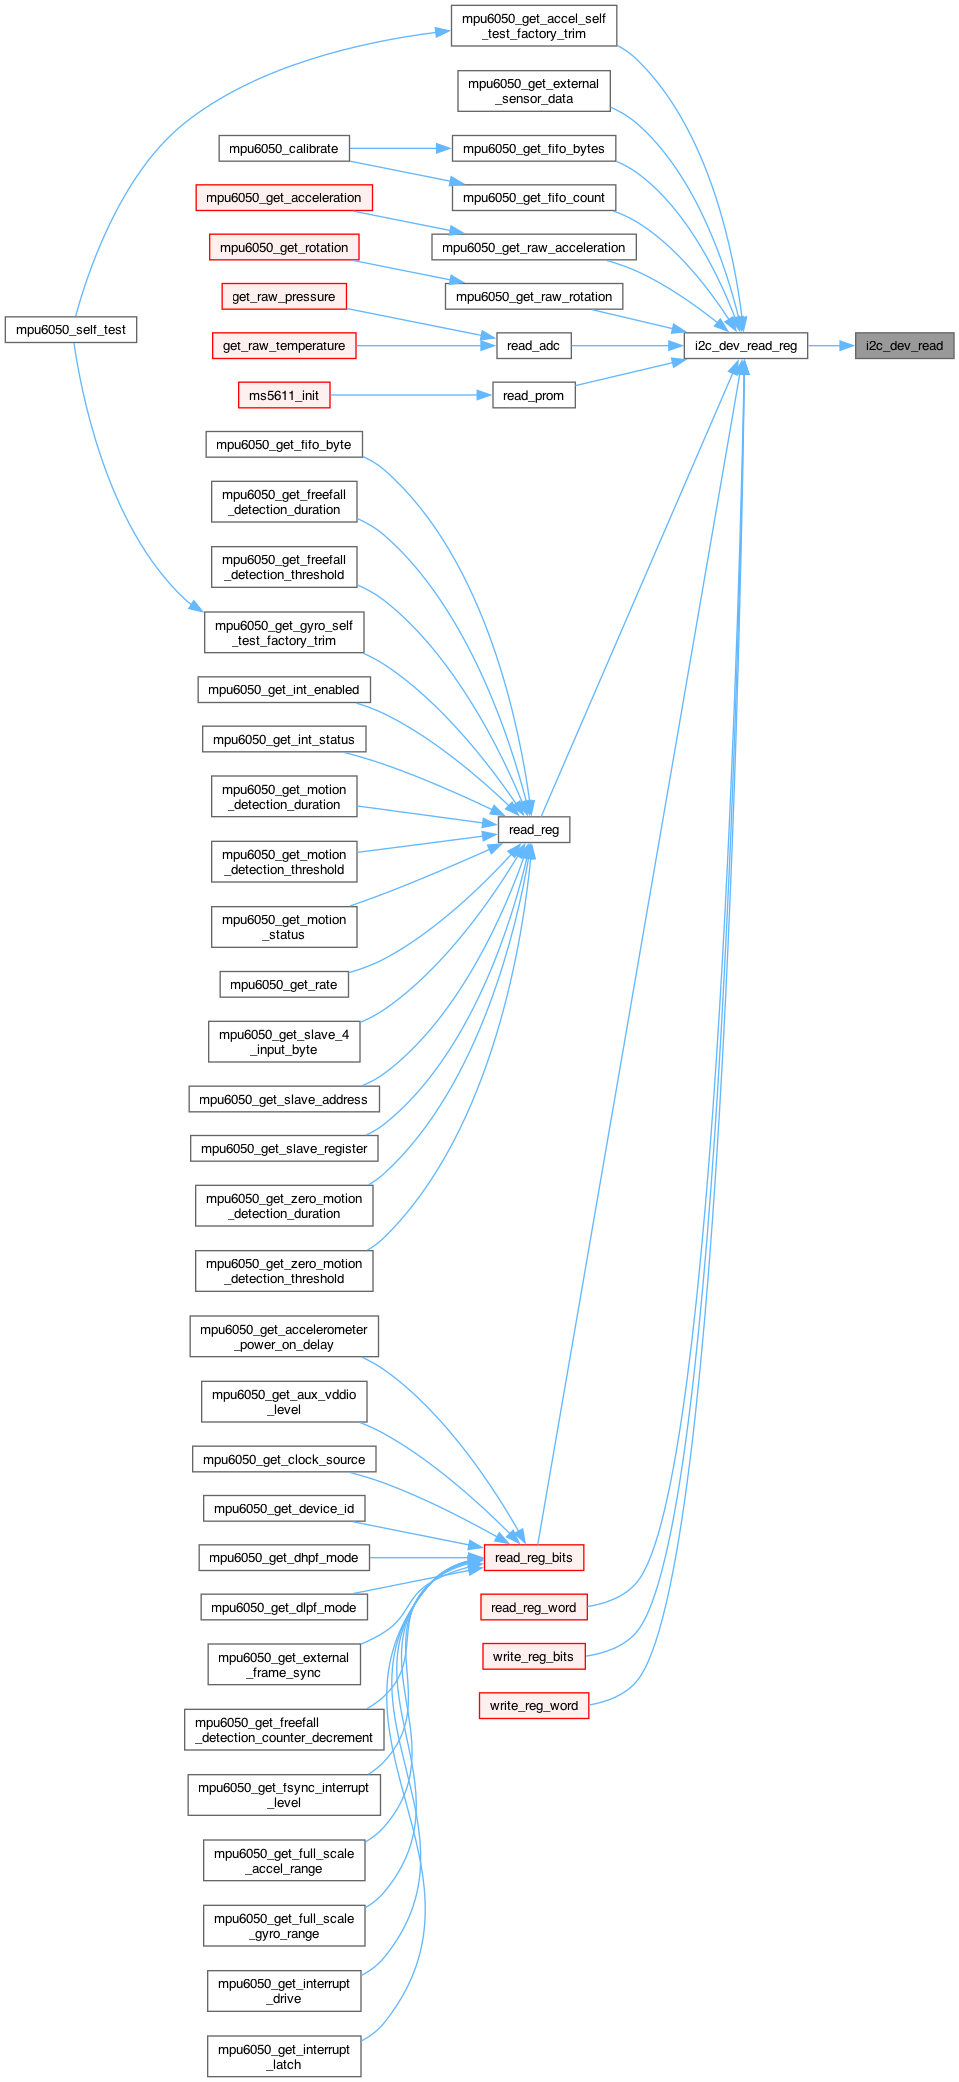 mpu6050_get_accel_self
_test_factory_trim
mpu6050_get_external
_sensor_data
mpu6050_calibrate
mpu6050_get_fifo_bytes
mpu6050_get_acceleration
mpu6050_get_fifo_count
mpu6050_get_rotation
mpu6050_get_raw_acceleration
get_raw_pressure
mpu6050_get_raw_rotation
mpu6050_self_test
get_raw_temperature
read_adc
i2c_dev_read_reg
i2c_dev_read
ms5611_init
read_prom
mpu6050_get_fifo_byte
mpu6050_get_freefall
_detection_duration
mpu6050_get_freefall
_detection_threshold
mpu6050_get_gyro_self
_test_factory_trim
mpu6050_get_int_enabled
mpu6050_get_int_status
mpu6050_get_motion
_detection_duration
read_reg
mpu6050_get_motion
_detection_threshold
mpu6050_get_motion
_status
mpu6050_get_rate
mpu6050_get_slave_4
_input_byte
mpu6050_get_slave_address
mpu6050_get_slave_register
mpu6050_get_zero_motion
_detection_duration
mpu6050_get_zero_motion
_detection_threshold
mpu6050_get_accelerometer
_power_on_delay
mpu6050_get_aux_vddio
_level
mpu6050_get_clock_source
mpu6050_get_device_id
mpu6050_get_dhpf_mode
read_reg_bits
mpu6050_get_dlpf_mode
read_reg_word
mpu6050_get_external
_frame_sync
write_reg_bits
write_reg_word
mpu6050_get_freefall
_detection_counter_decrement
mpu6050_get_fsync_interrupt
_level
mpu6050_get_full_scale
_accel_range
mpu6050_get_full_scale
_gyro_range
mpu6050_get_interrupt
_drive
mpu6050_get_interrupt
_latch